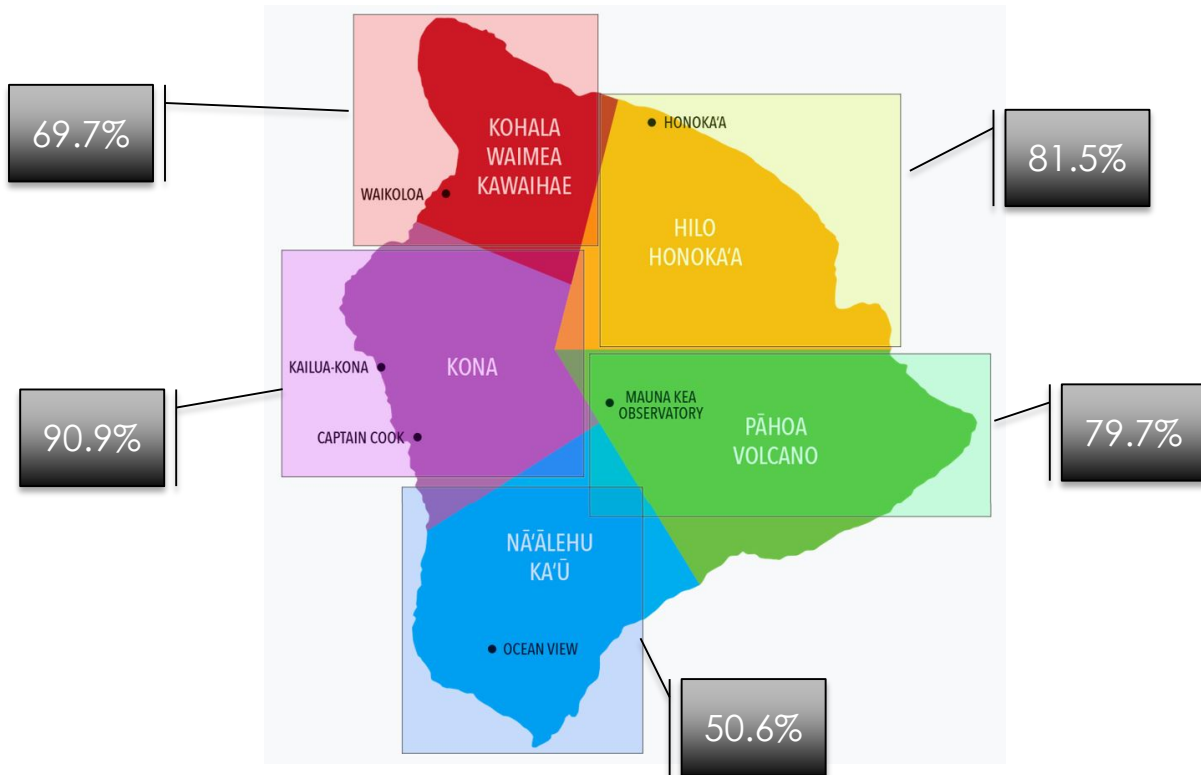 69.7%
KOHALA
WAIMEA
KAWAIHAE
WAIKOLOA
HONOKA‘A
81.5%
HILO
HONOKA‘A
KAILUA-KONA
KONA
CAPTAIN COOK
90.9%
MAUNA KEA
OBSERVATORY
PĀHOA
VOLCANO
79.7%
NĀ‘ĀLEHU
KA‘Ū
OCEAN VIEW
50.6%